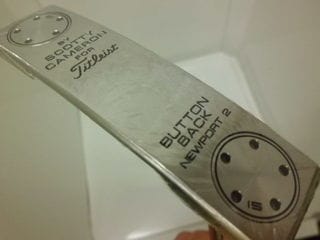 BY
SCOTTY
CAMERON
FOR
Titleist
BUTTON
BACK
NEWPORT 2
15